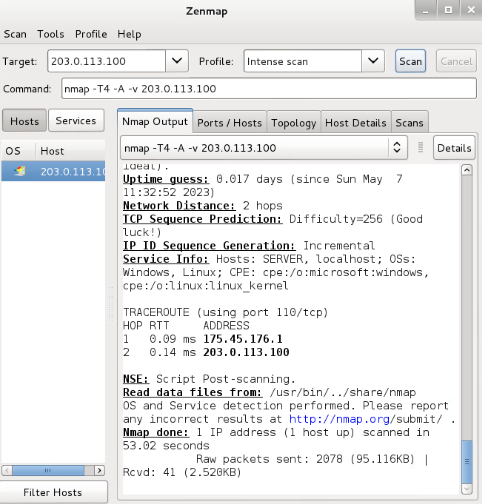 Zenmap
Scan Tools Profile Help
Target: 203.0.113.100 Profile: Intense scan Scan Cancel
Command: nmap -T4 -A -v 203.0.113.100
Hosts Services
Nmap Output Ports / Hosts Topology Host Details Scans
OS Host
nmap -T4 -A -v 203.0.113.100 Details
203.0.113.10
ideal).
Uptime guess: 0.017 days (since Sun May 7
11:32:52 2023)
Network Distance: 2 hops
TCP Sequence Prediction: Difficulty=256 (Good
luck!)
IP ID Sequence Generation: Incremental
Service Info: Hosts: SERVER, localhost; OSs:
Windows, Linux; CPE: cpe:/o:microsoft:windows,
cpe:/o:linux:linux_kernel
TRACEROUTE (using port 110/tcp)
HOP RTT ADDRESS
1 0.09 ms 175.45.176.1
2 0.14 ms 203.0.113.100
NSE: Script Post-scanning.
Read data files from: /usr/bin/../share/nmap
OS and Service detection performed. Please report
any incorrect results at http://nmap.org/submit/ .
Nmap done: 1 IP address (1 host up) scanned in
53.02 seconds
Raw packets sent: 2078 (95.116KB) |
Rcvd: 41 (2.520KB)
Filter Hosts